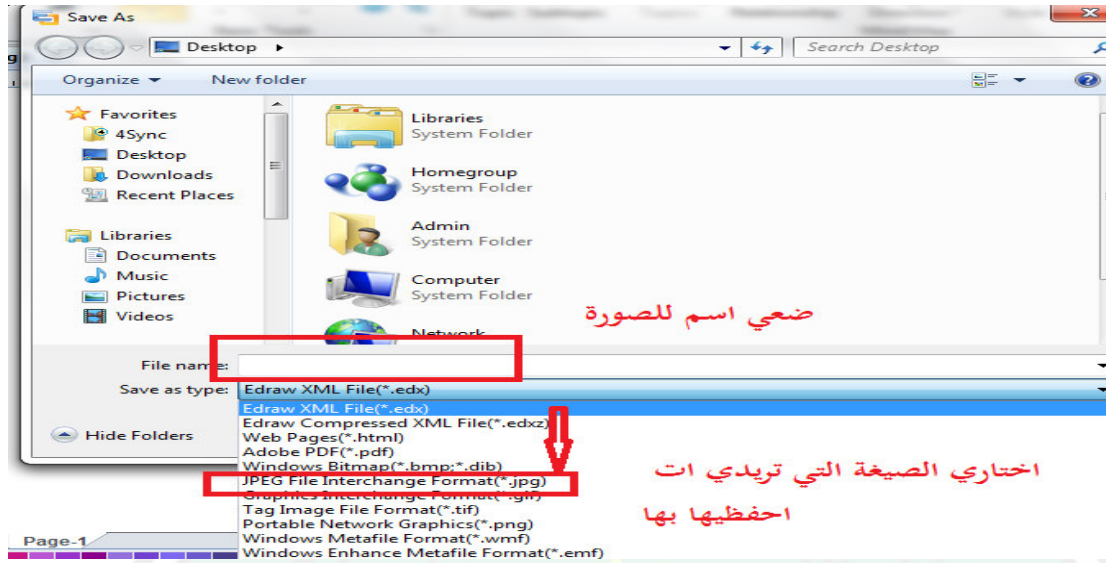 Save As
Desktop
Search Desktop
Organize
New folder
Favorites
4Sync
Desktop
Downloads
Recent Places
Libraries
Documents
Music
Pictures
Videos
Libraries
System Folder
Homegroup
System Folder
Admin
System Folder
Computer
System Folder
Network
ضعي اسم للصورة
File name:
Save as type: Edraw XML File(*.edx)
Edraw XML File(*.edx)
Edraw Compressed XML File(*.edxz)
Web Pages(*.html)
Adobe PDF(*.pdf)
Windows Bitmap(*.bmp;*.dib)
JPEG File Interchange Format(*.jpg)
Graphics Interchange Format(*.gif)
Tag Image File Format(*.tif)
Portable Network Graphics(*.png)
Windows Metafile Format(*.wmf)
Windows Enhance Metafile Format(*.emf)
Hide Folders
اختاري الصيغة التي تريدي ات
احفظيها بها
Page-1